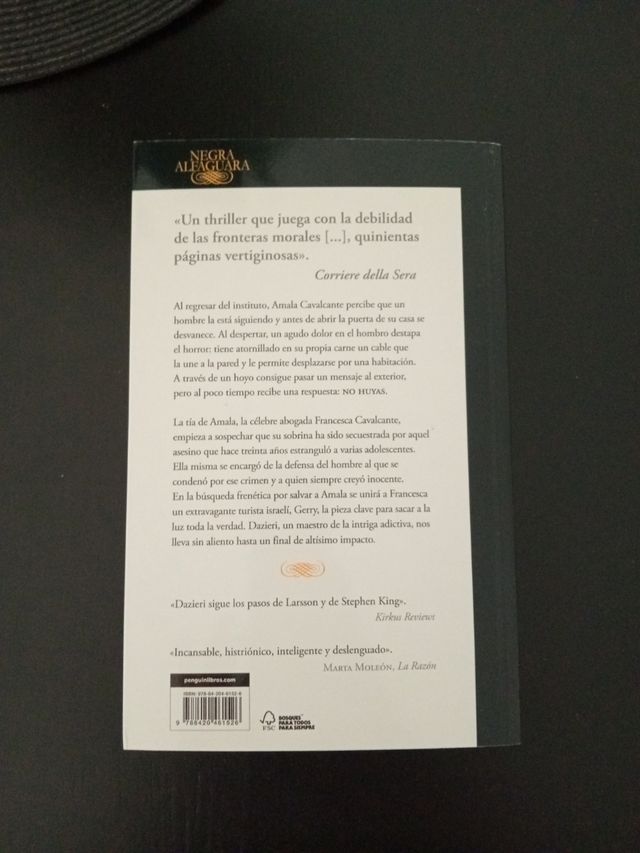 NEGRA
ALFAGUARA
«Un thriller que juega con la debilidad
de las fronteras morales [...], quinientas
páginas vertiginosas».
Corriere della Sera
Al regresar del instituto, Amala Cavalcante percibe que un
hombre la está siguiendo y antes de abrir la puerta de su casa se
desvanece. Al despertar, un agudo dolor en el hombro destapa
el horror: tiene atornillado en su propia carne un cable que
la une a la pared y le permite desplazarse por una habitación.
A través de un hoyo consigue pasar un mensaje al exterior,
pero al poco tiempo recibe una respuesta: NO HUYAS.
La tía de Amala, la célebre abogada Francesca Cavalcante,
empieza a sospechar que su sobrina ha sido secuestrada por aquel
asesino que hace treinta años estranguló a varias adolescentes.
Ella misma se encargó de la defensa del hombre al que se
condenó por ese crimen y a quien siempre creyó inocente.
En la búsqueda frenética por salvar a Amala se unirá a Francesca
un extravagante turista israelí, Gerry, la pieza clave para sacar a la
luz toda la verdad. Dazieri, un maestro de la intriga adictiva, nos
lleva sin aliento hasta un final de altísimo impacto.
«Dazieri sigue los pasos de Larsson y de Stephen King».
Kirkus Reviews
«Incansable, histriónico, inteligente y deslenguado».
MARTA MOLEÓN, La Razón
penguinlibros.com
ISBN: 978-84-204-6152-6
9 788420 461526
FSC
BOSQUES
PARA TODOS
PARA SIEMPRE